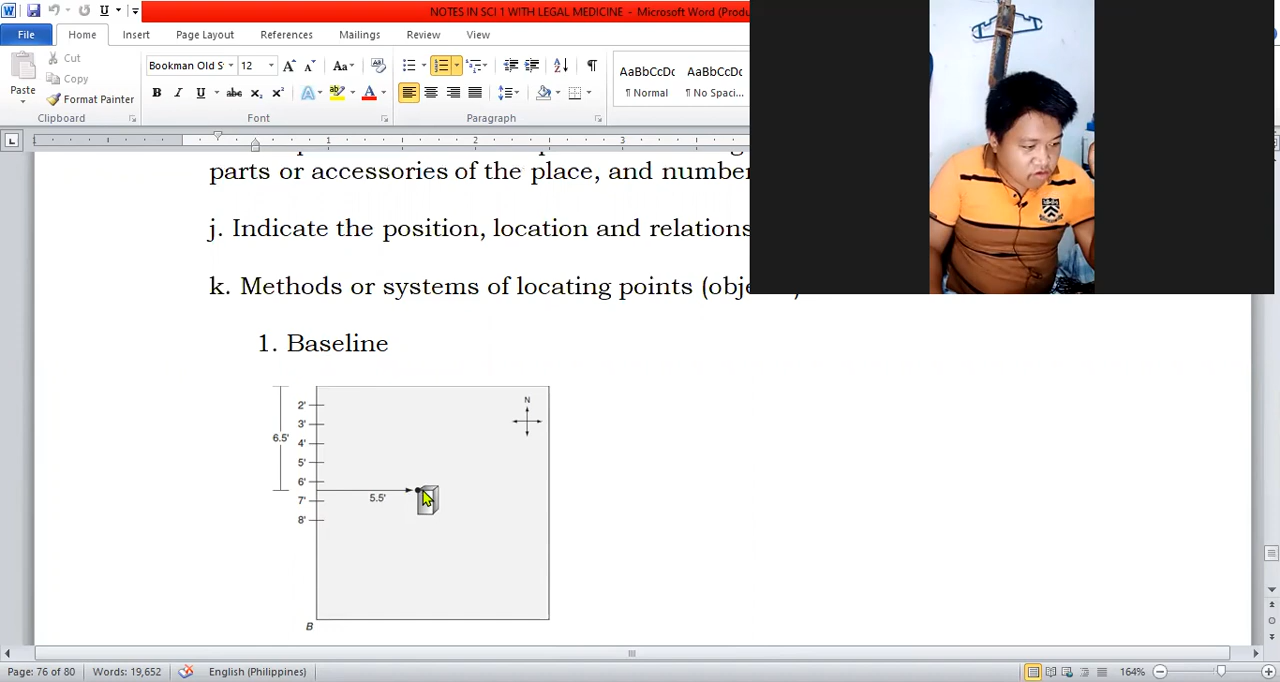 NOTES IN SCI 1 WITH LEGAL MEDICINE - Microsoft Word (Produ
File Home Insert Page Layout References Mailings Review View
Cut
Copy
Paste
Format Painter
Clipboard
Bookman Old S 12
Font
Paragraph
AaBbCcDc AaBbCcD
¶ Normal ¶ No Spaci...
1 2 3
parts or accessories of the place, and number
j. Indicate the position, location and relations
k. Methods or systems of locating points
1. Baseline
N
2'
3'
6.5'
4'
5'
6'
5.5'
7'
8'
B
Page: 76 of 80 Words: 19,652 English (Philippines) 164%